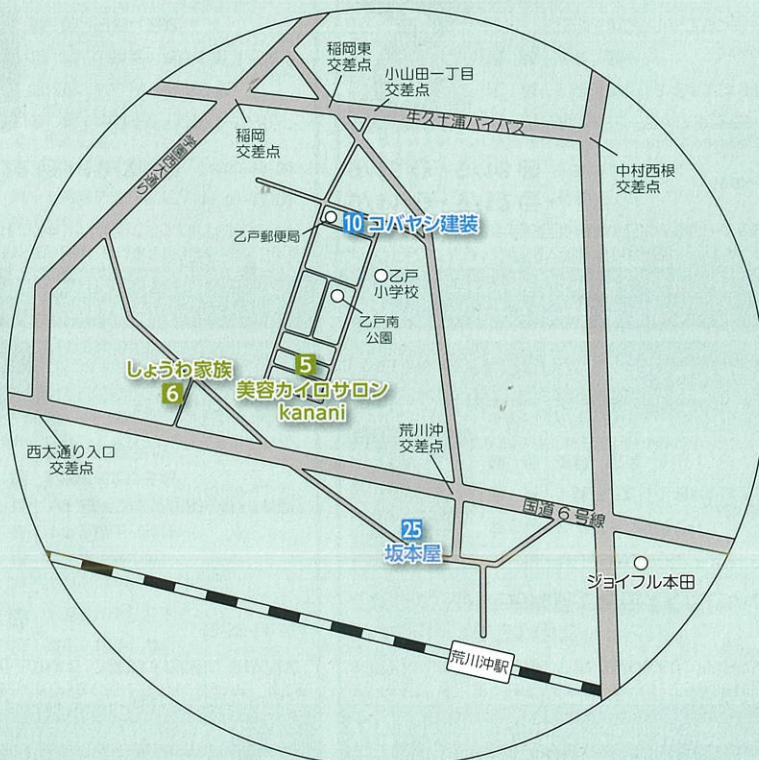 稲岡東
交差点
小山田一丁目
交差点
牛久土浦バイパス
稲岡
交差点
学園西大通り
中村西根
交差点
乙戸郵便局
10 コバヤシ建装
乙戸
小学校
乙戸南
公園
しょうわ家族
6
5
美容カイロサロン
kanani
西大通り入口
交差点
荒川沖
交差点
国道6号線
25
坂本屋
ジョイフル本田
荒川沖駅